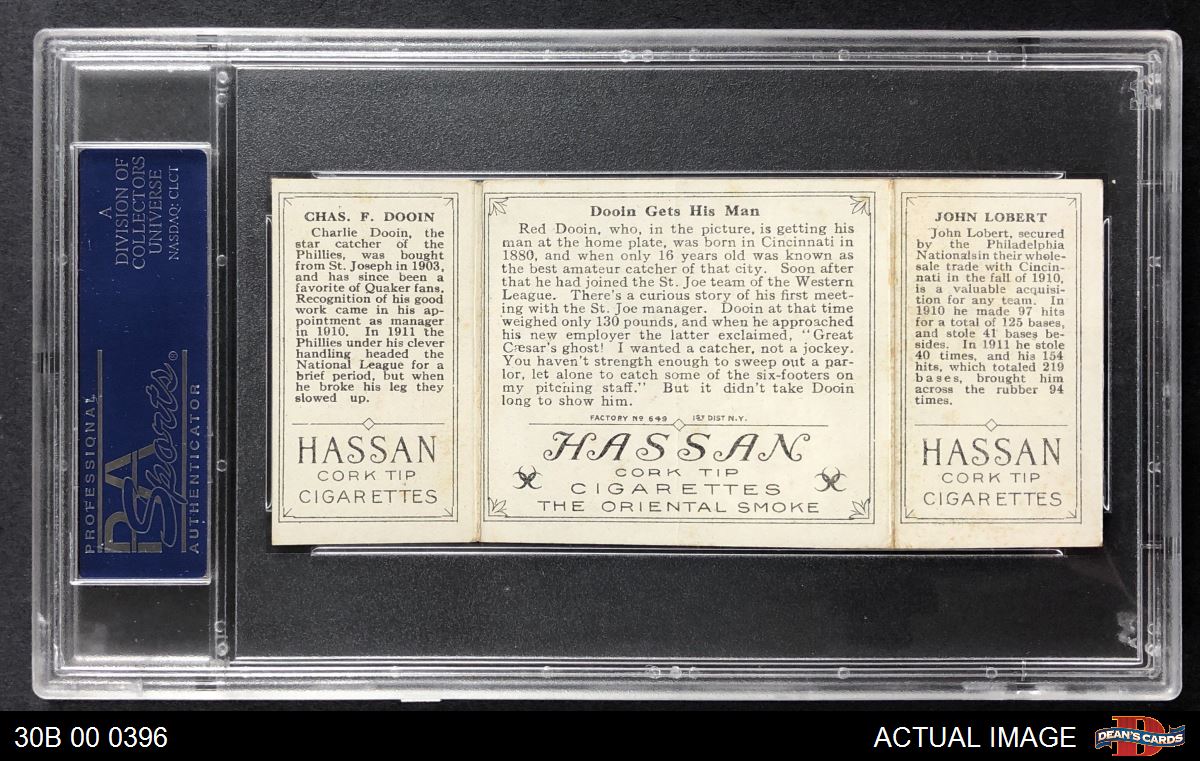 A
DIVISION OF
COLLECTORS
UNIVERSE
NASDAQ: CLCT
PROFESSIONAL
PSA
Sports®
AUTHENTICATOR
CHAS. F. DOOIN
Charlie Dooin, the
star catcher of the
Phillies, was bought
from St. Joseph in 1903,
and has since been a
favorite of Quaker fans.
Recognition of his good
work came in his ap-
pointment as manager
in 1910. In 1911 the
Phillies under his clever
handling headed the
National League for a
brief period, but when
he broke his leg they
slowed up.
HASSAN
CORK TIP
CIGARETTES
Dooin Gets His Man
Red Dooin, who, in the picture, is getting his
man at the home plate, was born in Cincinnati in
1880, and when only 16 years old was known as
the best amateur catcher of that city. Soon after
that he had joined the St. Joe team of the Western
League. There's a curious story of his first meet-
ing with the St. Joe manager. Dooin at that time
weighed only 130 pounds, and when he approached
his new employer the latter exclaimed, "Great
Cæsar's ghost! I wanted a catcher, not a jockey.
You haven't strength enough to sweep out a par-
lor, let alone to catch some of the six-footers on
my pitching staff." But it didn't take Dooin
long to show him.
FACTORY Nº 649 1ST DIST N.Y.
HASSAN
CORK TIP
CIGARETTES
THE ORIENTAL SMOKE
JOHN LOBERT
John Lobert, secured
by the Philadelphia
Nationals in their whole-
sale trade with Cincin-
nati in the fall of 1910,
is a valuable acquisi-
tion for any team. In
1910 he made 97 hits
for a total of 125 bases,
and stole 41 bases be-
sides. In 1911 he stole
40 times, and his 154
hits, which totaled 219
bases, brought him
across the rubber 94
times.
HASSAN
CORK TIP
CIGARETTES
30B 00 0396
ACTUAL IMAGE
DEAN'S CARDS